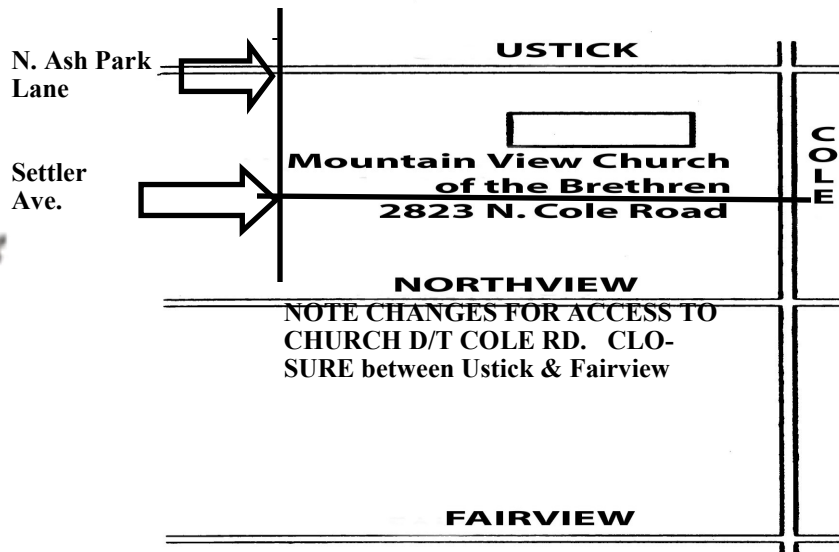 N. Ash Park
Lane
USTICK
COLE
Settler
Ave.
Mountain View Church
of the Brethren
2823 N. Cole Road
NORTHVIEW
NOTE CHANGES FOR ACCESS TO
CHURCH D/T COLE RD.   CLO-
SURE between Ustick & Fairview
FAIRVIEW